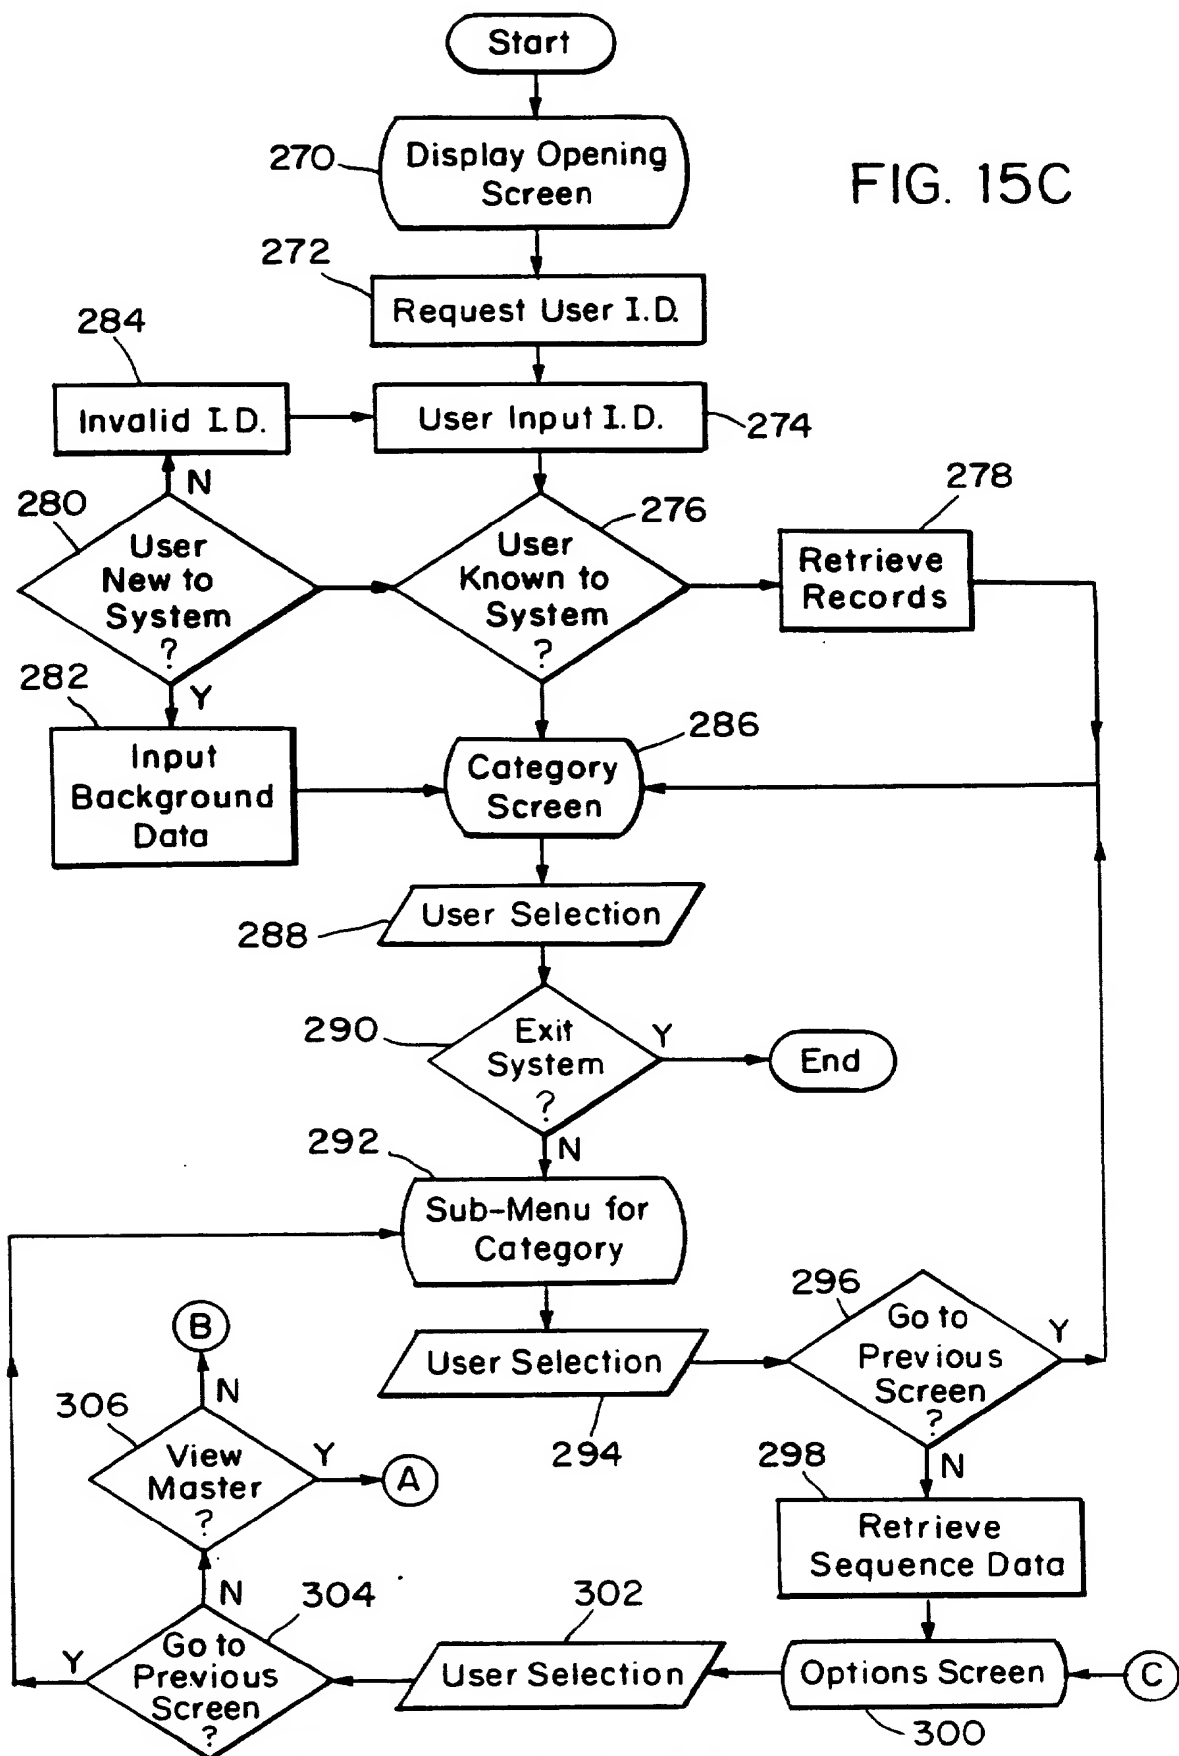 Start
270
Display Opening
Screen
FIG. 15C
272
Request User I.D.
284
Invalid I.D.
User Input I.D.
274
N
280
User
New to
System
?
276
User
Known to
System
?
278
Retrieve
Records
282
Y
Input
Background
Data
286
Category
Screen
288
User Selection
290
Exit
System
?
Y
End
N
292
Sub-Menu for
Category
296
Go to
Previous
Screen
?
Y
B
N
User Selection
294
306
View
Master
?
Y
A
N
298
Retrieve
Sequence Data
N
304
302
Go to
Previous
Screen
?
Y
User Selection
Options Screen
C
300